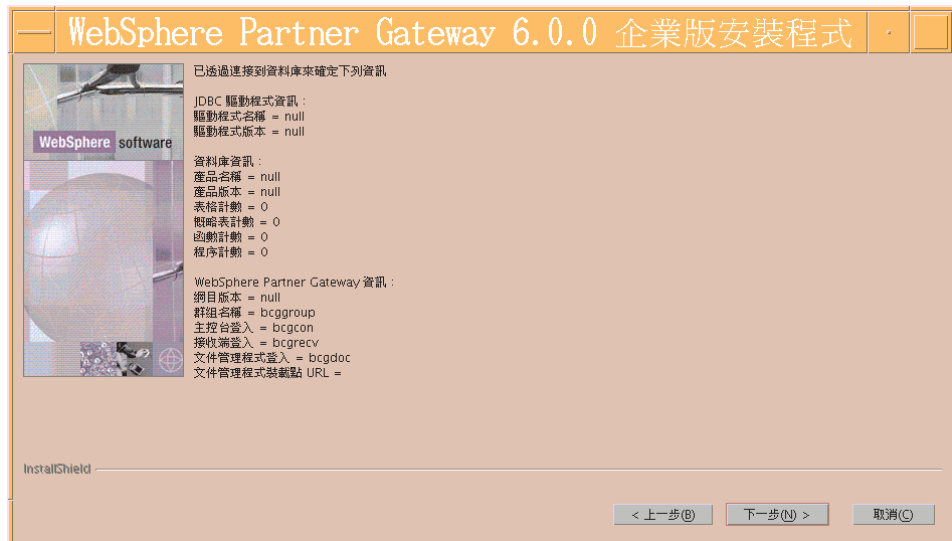 WebSphere Partner Gateway 6.0.0 企業版安裝程式
WebSphere software
已透過連接到資料庫來確定下列資訊
JDBC 驅動程式資訊：
驅動程式名稱 = null
驅動程式版本 = null
資料庫資訊：
產品名稱 = null
產品版本 = null
表格計數 = 0
概略表計數 = 0
函數計數 = 0
程序計數 = 0
WebSphere Partner Gateway 資訊：
綱目版本 = null
群組名稱 = bcggroup
主控台登入 = bcgcon
接收端登入 = bcgrecv
文件管理程式登入 = bcgdoc
文件管理程式裝載點 URL =
InstallShield
< 上一步(B)
下一步(N) >
取消(C)